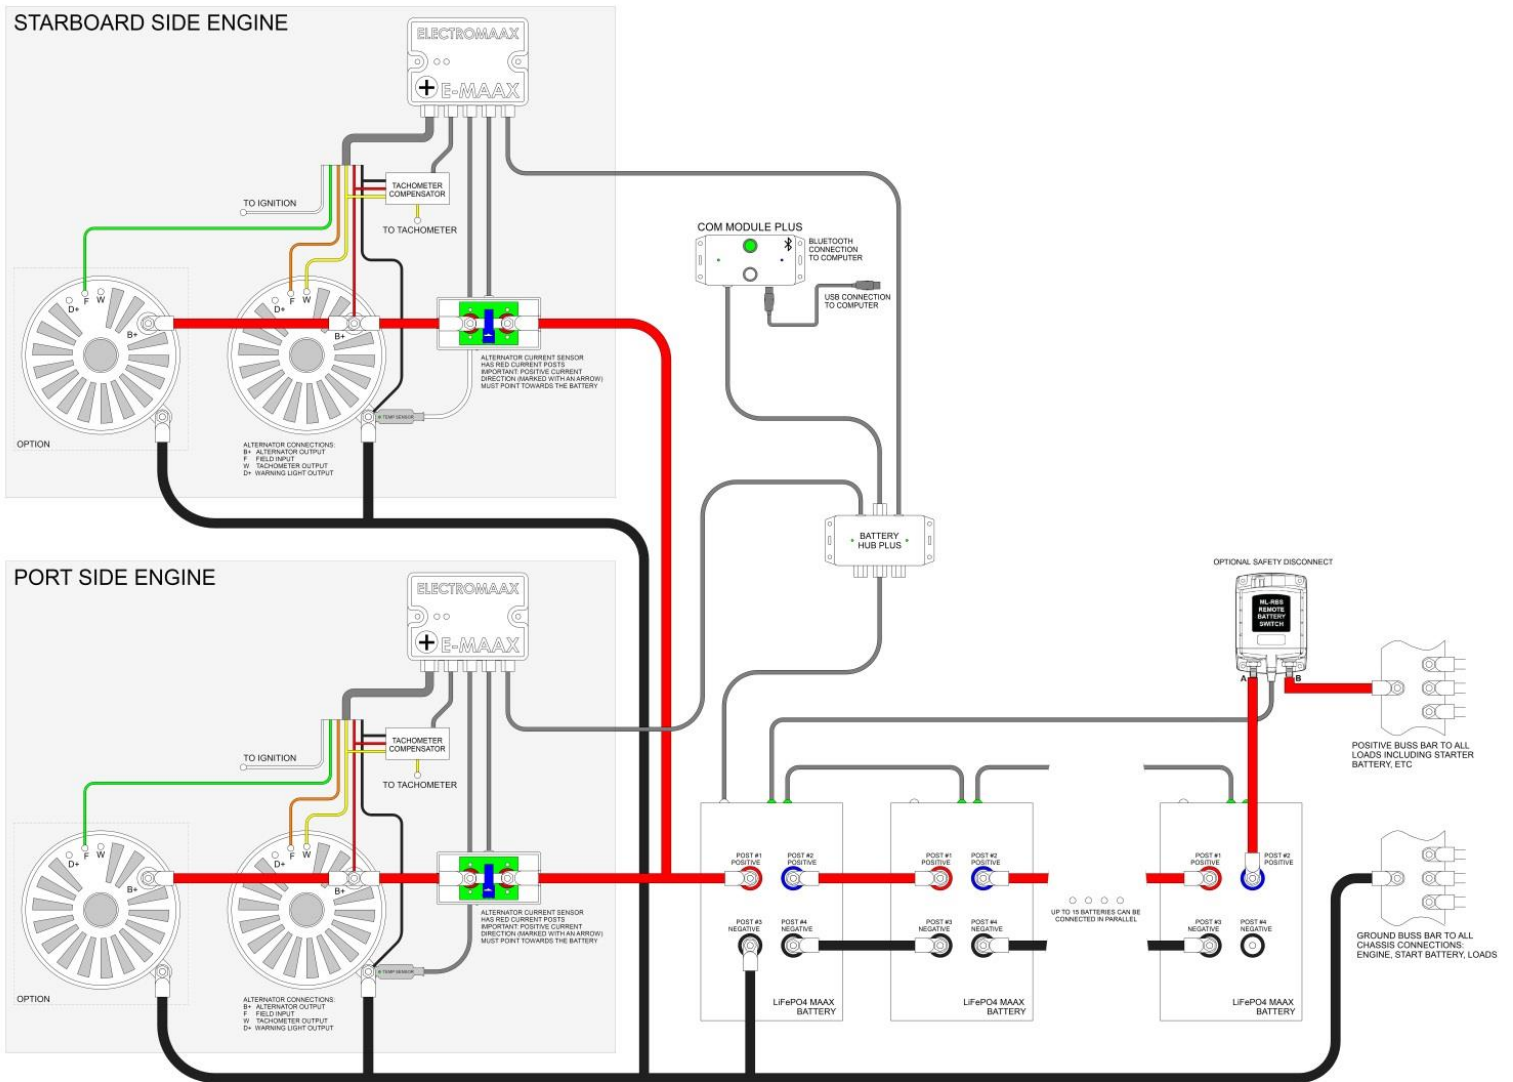 STARBOARD SIDE ENGINE
ELECTROMAAX
E-MAAX
TO IGNITION
TACHOMETER
COMPENSATOR
TO TACHOMETER
D+
F
W
B+
D+
F
W
B+
ALTERNATOR CURRENT SENSOR
HAS RED CURRENT POSTS
IMPORTANT: POSITIVE CURRENT
DIRECTION (MARKED WITH AN ARROW)
MUST POINT TOWARDS THE BATTERY
TEMP SENSOR
OPTION
ALTERNATOR CONNECTIONS:
B+ ALTERNATOR OUTPUT
F FIELD INPUT
W TACHOMETER OUTPUT
D+ WARNING LIGHT OUTPUT
COM MODULE PLUS
BLUETOOTH
CONNECTION
TO COMPUTER
USB CONNECTION
TO COMPUTER
BATTERY
HUB PLUS
PORT SIDE ENGINE
ELECTROMAAX
E-MAAX
TO IGNITION
TACHOMETER
COMPENSATOR
TO TACHOMETER
D+
F
W
B+
D+
F
W
B+
ALTERNATOR CURRENT SENSOR
HAS RED CURRENT POSTS
IMPORTANT: POSITIVE CURRENT
DIRECTION (MARKED WITH AN ARROW)
MUST POINT TOWARDS THE BATTERY
TEMP SENSOR
OPTION
ALTERNATOR CONNECTIONS:
B+ ALTERNATOR OUTPUT
F FIELD INPUT
W TACHOMETER OUTPUT
D+ WARNING LIGHT OUTPUT
OPTIONAL SAFETY DISCONNECT
ML-RBS
REMOTE
BATTERY
SWITCH
A
B
POSITIVE BUSS BAR TO ALL
LOADS INCLUDING STARTER
BATTERY, ETC
POST #1
POSITIVE
POST #2
POSITIVE
POST #3
NEGATIVE
POST #4
NEGATIVE
LiFePO4 MAAX
BATTERY
POST #1
POSITIVE
POST #2
POSITIVE
POST #3
NEGATIVE
POST #4
NEGATIVE
LiFePO4 MAAX
BATTERY
UP TO 15 BATTERIES CAN BE
CONNECTED IN PARALLEL
POST #1
POSITIVE
POST #2
POSITIVE
POST #3
NEGATIVE
POST #4
NEGATIVE
LiFePO4 MAAX
BATTERY
GROUND BUSS BAR TO ALL
CHASSIS CONNECTIONS:
ENGINE, START BATTERY, LOADS